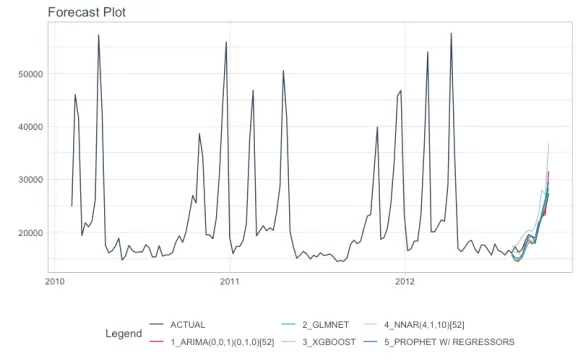 Forecast Plot
50000
40000
30000
20000
2010 2011 2012
Legend
ACTUAL 2_GLMNET 4_NNAR(4,1,10)[52]
1_ARIMA(0,0,1)(0,1,0)[52] 3_XGBOOST 5_PROPHET W/ REGRESSORS